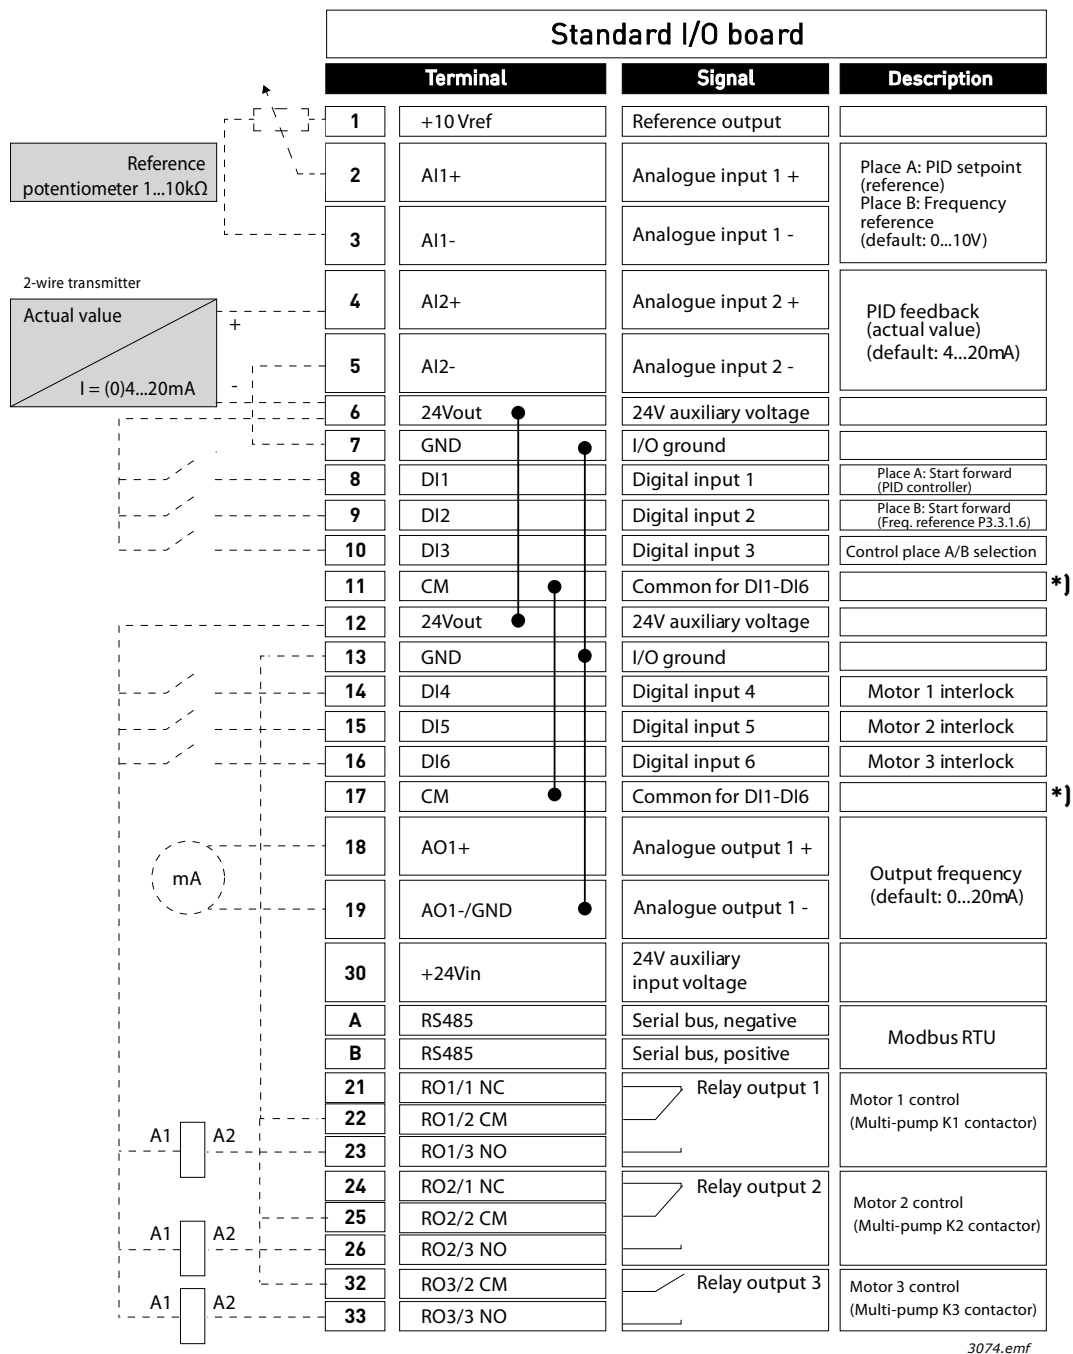 Standard I/O board
Terminal Signal Description
1 +10 Vref Reference output
Reference
potentiometer 1...10kΩ
2 AI1+ Analogue input 1 +
3 AI1- Analogue input 1 -
Place A: PID setpoint
(reference)
Place B: Frequency
reference
(default: 0...10V)
2-wire transmitter
Actual value
+
I = (0)4...20mA
-
4 AI2+ Analogue input 2 +
5 AI2- Analogue input 2 -
PID feedback
(actual value)
(default: 4...20mA)
6 24Vout 24V auxiliary voltage
7 GND I/O ground
8 DI1 Digital input 1
Place A: Start forward
(PID controller)
9 DI2 Digital input 2
Place B: Start forward
(Freq. reference P3.3.1.6)
10 DI3 Digital input 3 Control place A/B selection
11 CM Common for DI1-DI6 *)
12 24Vout 24V auxiliary voltage
13 GND I/O ground
14 DI4 Digital input 4 Motor 1 interlock
15 DI5 Digital input 5 Motor 2 interlock
16 DI6 Digital input 6 Motor 3 interlock
17 CM Common for DI1-DI6 *)
mA
18 AO1+ Analogue output 1 +
19 AO1-/GND Analogue output 1 -
Output frequency
(default: 0...20mA)
30 +24Vin
24V auxiliary
input voltage
A RS485 Serial bus, negative
B RS485 Serial bus, positive
Modbus RTU
21 RO1/1 NC Relay output 1
22 RO1/2 CM
A1 A2
23 RO1/3 NO
Motor 1 control
(Multi-pump K1 contactor)
24 RO2/1 NC Relay output 2
25 RO2/2 CM
A1 A2
26 RO2/3 NO
Motor 2 control
(Multi-pump K2 contactor)
32 RO3/2 CM Relay output 3
A1 A2
33 RO3/3 NO
Motor 3 control
(Multi-pump K3 contactor)
3074.emf